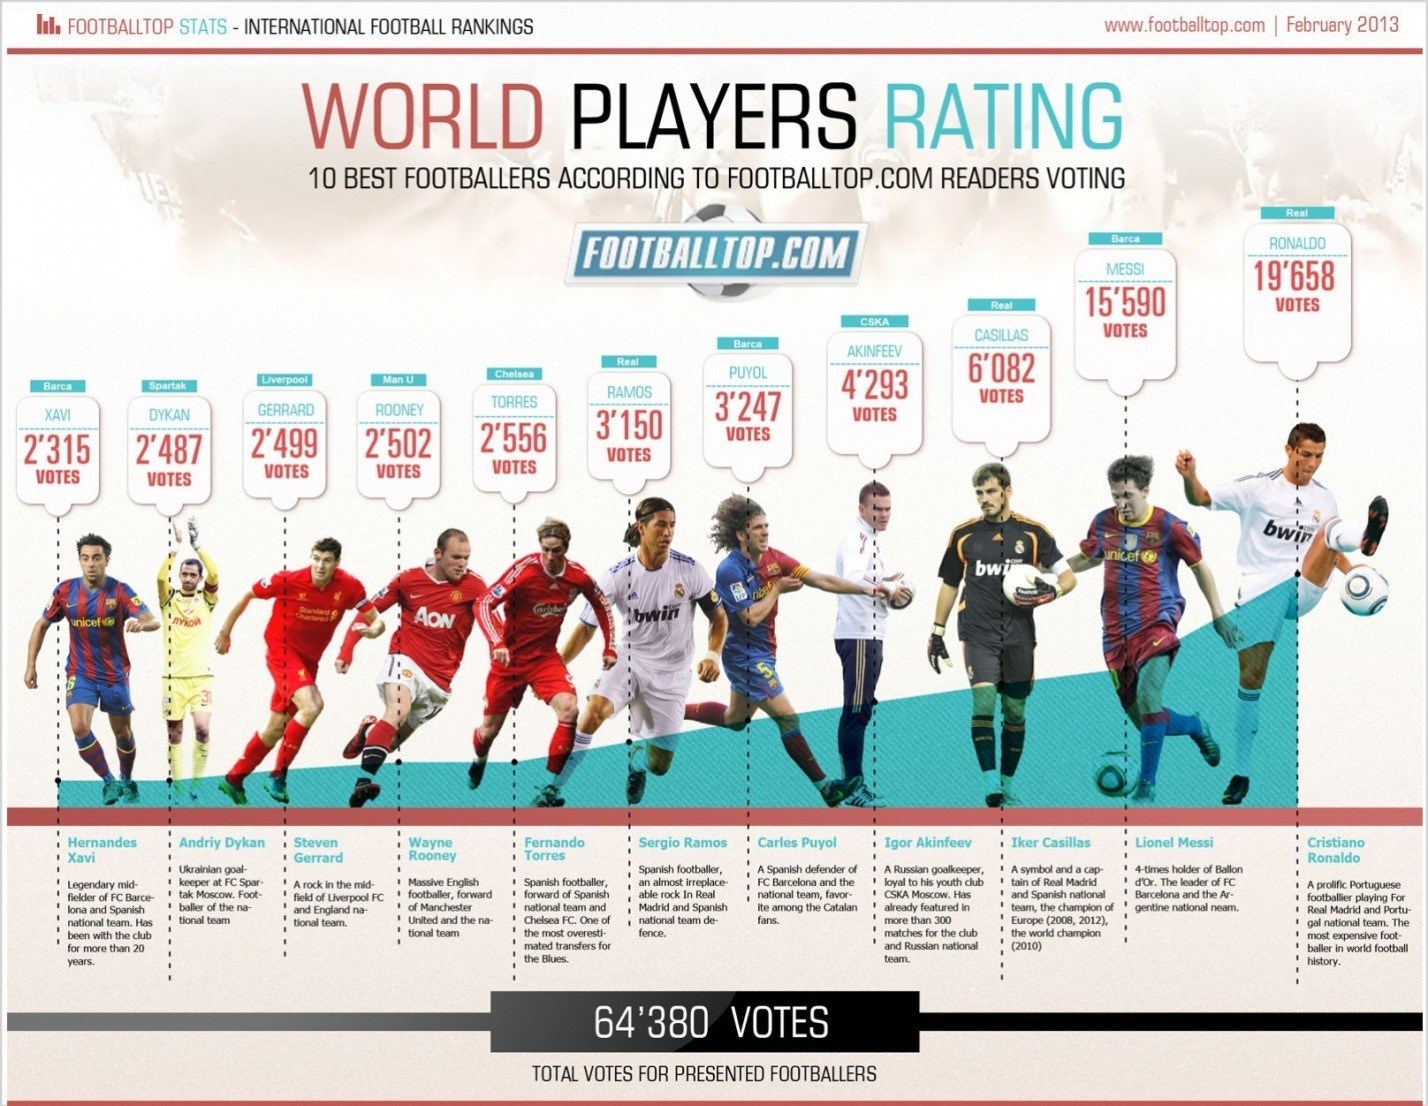 FOOTBALLTOP STATS - INTERNATIONAL FOOTBALL RANKINGS
www.footballtop.com | February 2013
WORLD PLAYERS RATING
10 BEST FOOTBALLERS ACCORDING TO FOOTBALLTOP.COM READERS VOTING
FOOTBALLTOP.COM
Barca
XAVI
2'315
VOTES
Spartak
DYKAN
2'487
VOTES
Liverpool
GERRARD
2'499
VOTES
Man U
ROONEY
2'502
VOTES
Chelsea
TORRES
2'556
VOTES
Real
RAMOS
3'150
VOTES
Barca
PUYOL
3'247
VOTES
CSKA
AKINFEEV
4'293
VOTES
Real
CASILLAS
6'082
VOTES
Barca
MESSI
15'590
VOTES
Real
RONALDO
19'658
VOTES
unicef
ЛУКОЙ
Standard
Chartered
AON
Carlsberg
bwin
5
bwin
unicef
bwin
Hernandes
Xavi
Legendary mid-
fielder of FC Barce-
lona and Spanish
national team. Has
been with the club
for more than 20
years.
Andriy Dykan
Ukrainian goal-
keeper at FC Spar-
tak Moscow. Foot-
baller of the na-
tional team
Steven
Gerrard
A rock in the mid-
field of Liverpool FC
and England na-
tional team.
Wayne
Rooney
Massive English
footballer, forward
of Manchester
United and the na-
tional team
Fernando
Torres
Spanish footballer,
forward of Spanish
national team and
Chelsea FC. One of
the most overesti-
mated transfers for
the Blues.
Sergio Ramos
Spanish footballer,
an almost irreplace-
able rock In Real
Madrid and Spanish
national team de-
fence.
Carles Puyol
A Spanish defender of
FC Barcelona and the
national team, favor-
ite among the Catalan
fans.
Igor Akinfeev
A Russian goalkeeper,
loyal to his youth club
CSKA Moscow. Has
already featured in
more than 300
matches for the club
and Russian national
team.
Iker Casillas
A symbol and a cap-
tain of Real Madrid
and Spanish national
team, the champion of
Europe (2008, 2012),
the world champion
(2010)
Lionel Messi
4-times holder of Ballon
d'Or. The leader of FC
Barcelona and the Ar-
gentine national neam.
Cristiano
Ronaldo
A prolific Portuguese
footballier playing For
Real Madrid and Portu-
gal national team. The
most expensive foot-
baller in world football
history.
64'380 VOTES
TOTAL VOTES FOR PRESENTED FOOTBALLERS